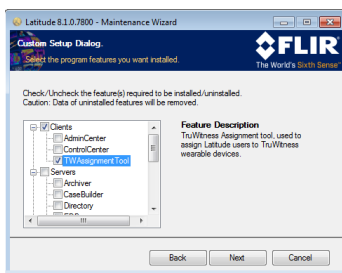 Latitude 8.1.0.7800 - Maintenance Wizard
Custom Setup Dialog.
Select the program features you want installed.
FLIR
The World's Sixth Sense
Check/Uncheck the feature(s) required to be installed/uninstalled.
Caution: Data of uninstalled features will be removed.
Clients
AdminCenter
ControlCenter
TWAssignmentTool
Servers
Archiver
CaseBuilder
Directory
Feature Description
TruWitness Assignment tool, used to
assign Latitude users to TruWitness
wearable devices.
Back
Next
Cancel